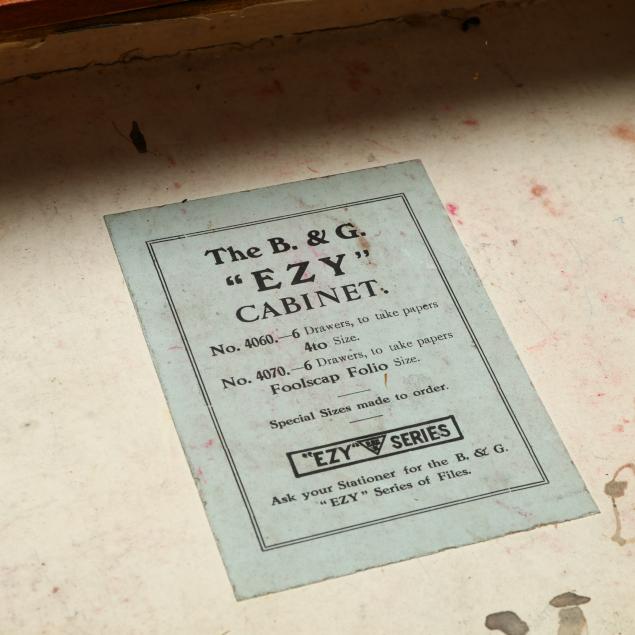 The B. & G.
"EZY"
CABINET.
No. 4060.—6 Drawers, to take papers
4to Size.
No. 4070.—6 Drawers, to take papers
Foolscap Folio Size.
Special Sizes made to order.
"EZY" SERIES
Ask your Stationer for the B. & G.
"EZY" Series of Files.